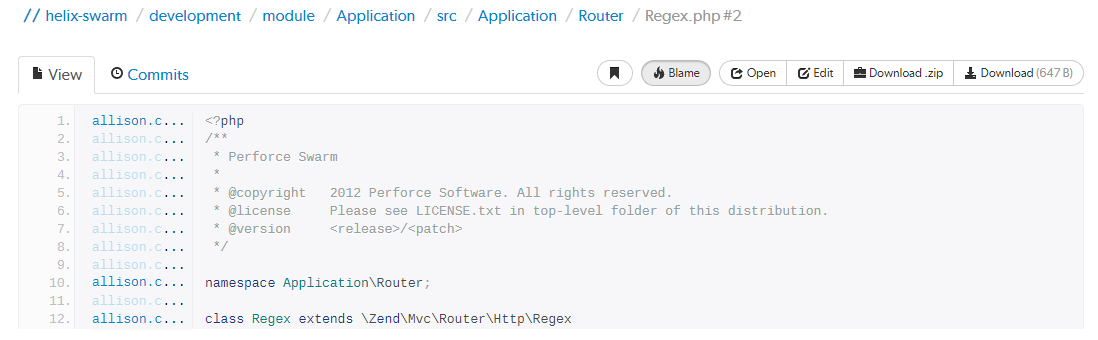 // helix-swarm / development / module / Application / src / Application / Router / Regex.php #2
View Commits Blame Open Edit Download .zip Download (647 B)
1. allison.c... <?php
2. allison.c... /**
3. allison.c... * Perforce Swarm
4. allison.c... *
5. allison.c... * @copyright 2012 Perforce Software. All rights reserved.
6. allison.c... * @license Please see LICENSE.txt in top-level folder of this distribution.
7. allison.c... * @version <release>/<patch>
8. allison.c... */
9. allison.c...
10. allison.c... namespace Application\Router;
11. allison.c...
12. allison.c... class Regex extends \Zend\Mvc\Router\Http\Regex